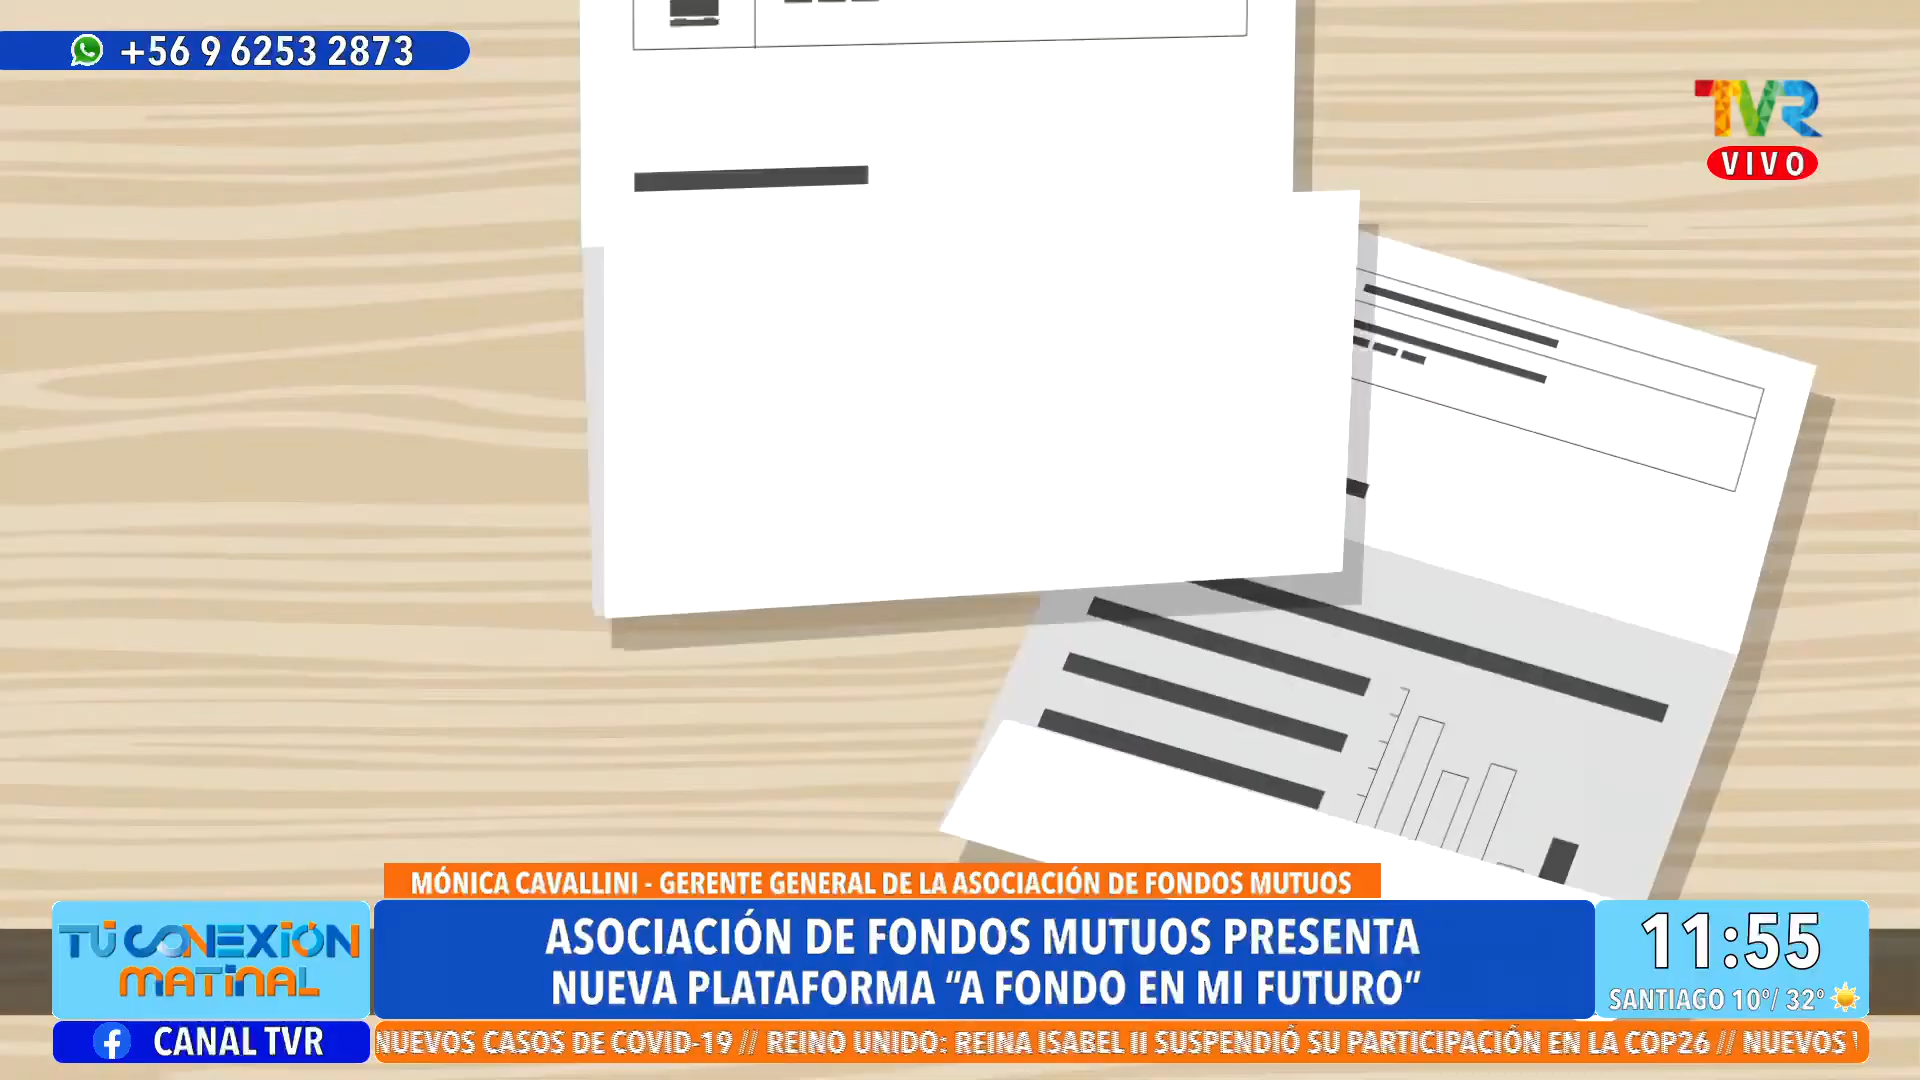 +56 9 6253 2873
TVR
VIVO
MÓNICA CAVALLINI - GERENTE GENERAL DE LA ASOCIACIÓN DE FONDOS MUTUOS
ASOCIACIÓN DE FONDOS MUTUOS PRESENTA
NUEVA PLATAFORMA “A FONDO EN MI FUTURO”
TÚ CONEXIÓN
MATINAL
11:55
SANTIAGO 10º/ 32º
CANAL TVR
NUEVOS CASOS DE COVID-19 // REINO UNIDO: REINA ISABEL II SUSPENDIÓ SU PARTICIPACIÓN EN LA COP26 // NUEVOS